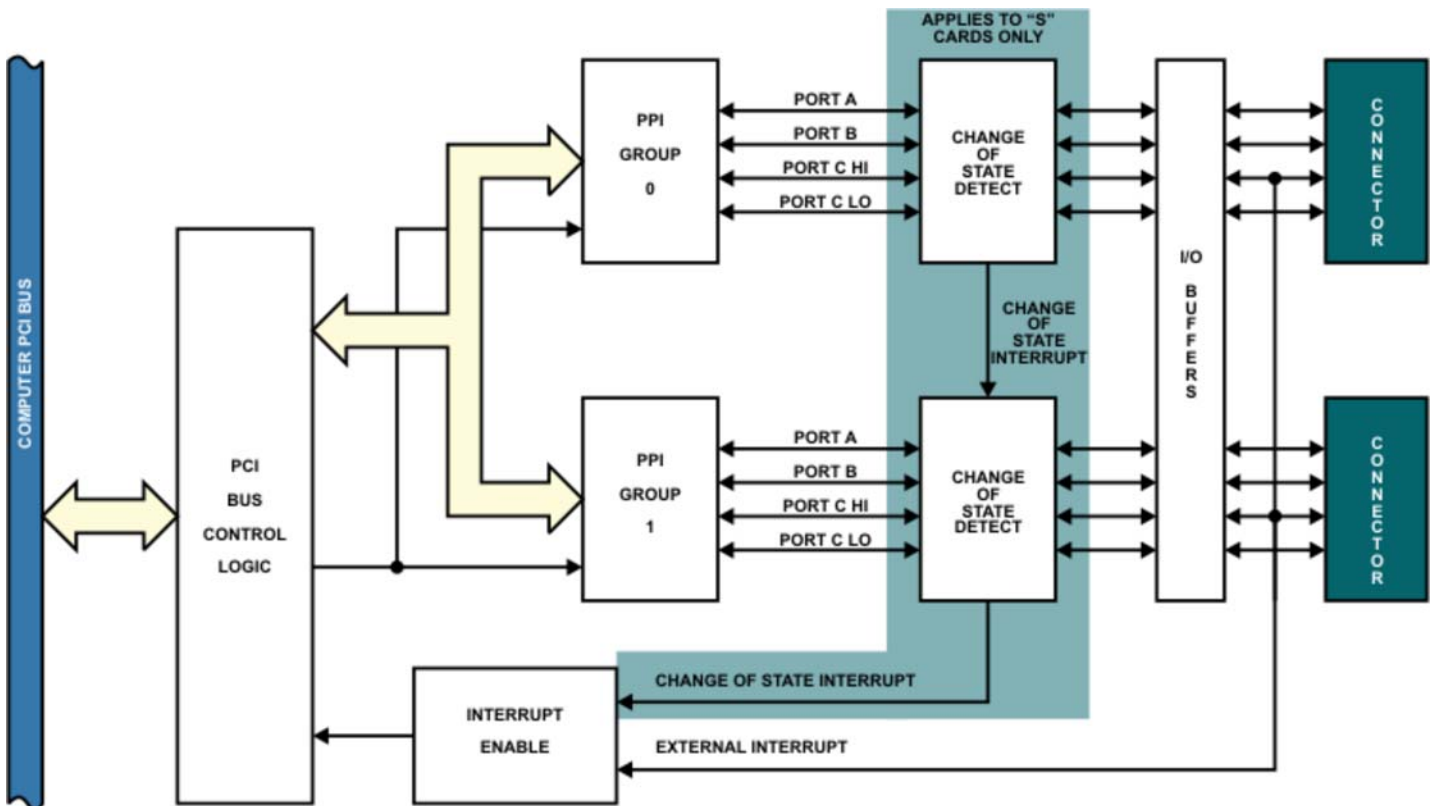 APPLIES TO “S”
CARDS ONLY
COMPUTER PCI BUS
PCI
BUS
CONTROL
LOGIC
PPI
GROUP
0
PORT A
PORT B
PORT C HI
PORT C LO
CHANGE
OF
STATE
DETECT
CHANGE
OF
STATE
INTERRUPT
I/O
BUFFERS
CONNECTOR
PPI
GROUP
1
PORT A
PORT B
PORT C HI
PORT C LO
CHANGE
OF
STATE
DETECT
CONNECTOR
INTERRUPT
ENABLE
CHANGE OF STATE INTERRUPT
EXTERNAL INTERRUPT